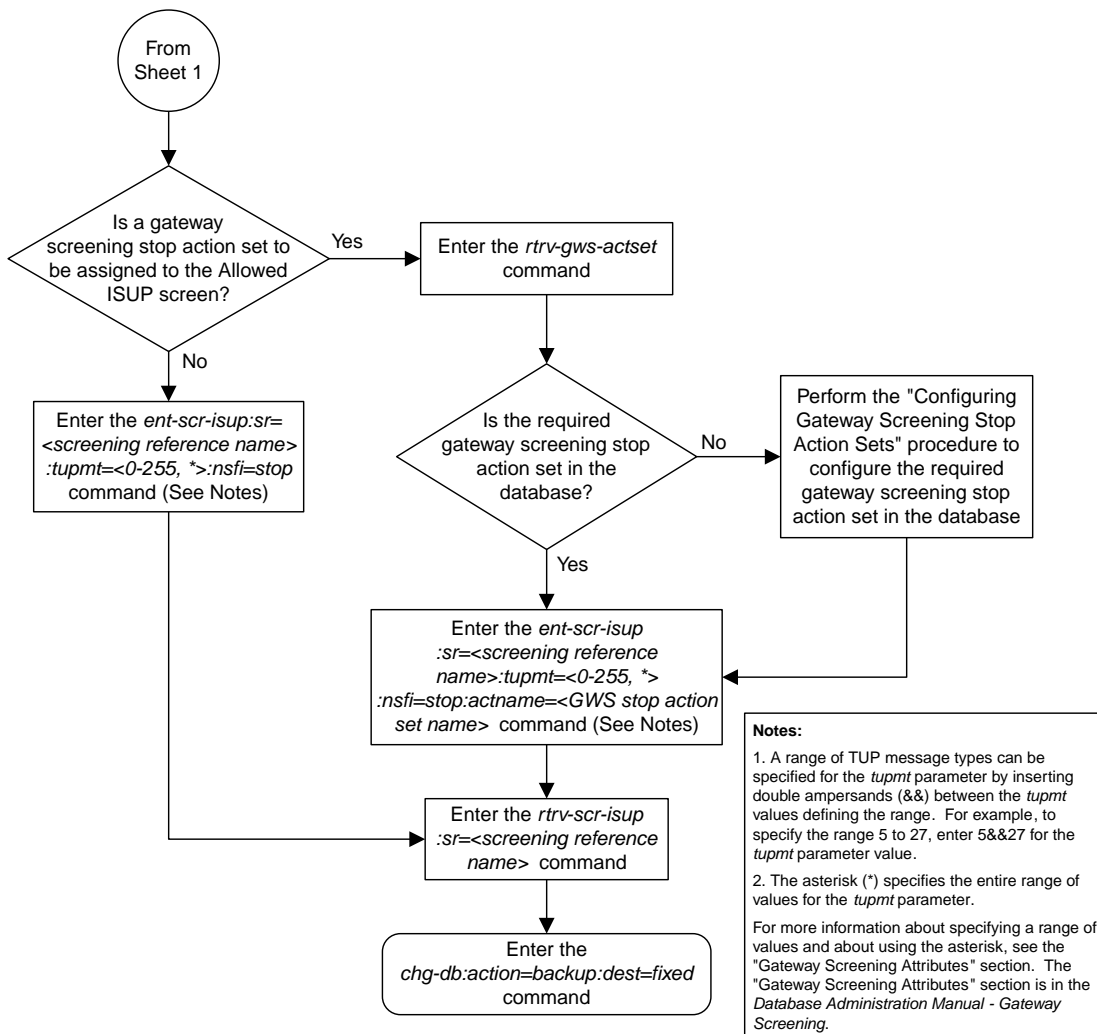 From
Sheet 1
Is a gateway
screening stop action set to
be assigned to the Allowed
ISUP screen?
Yes
No
Enter the rtrv-gws-actset
command
Is the required
gateway screening stop
action set in the
database?
No
Yes
Perform the "Configuring
Gateway Screening Stop
Action Sets" procedure to
configure the required
gateway screening stop
action set in the database
Enter the ent-scr-isup:sr=
<screening reference name>
:tupmt=<0-255, *>:nsfi=stop
command (See Notes)
Enter the ent-scr-isup
:sr=<screening reference
name>:tupmt=<0-255, *>
:nsfi=stop:actname=<GWS stop action
set name> command (See Notes)
Enter the rtrv-scr-isup
:sr=<screening reference
name> command
Enter the
chg-db:action=backup:dest=fixed
command
Notes:
1. A range of TUP message types can be
specified for the tupmt parameter by inserting
double ampersands (&&) between the tupmt
values defining the range. For example, to
specify the range 5 to 27, enter 5&&27 for the
tupmt parameter value.
2. The asterisk (*) specifies the entire range of
values for the tupmt parameter.
For more information about specifying a range of
values and about using the asterisk, see the
"Gateway Screening Attributes" section. The
"Gateway Screening Attributes" section is in the
Database Administration Manual - Gateway
Screening.